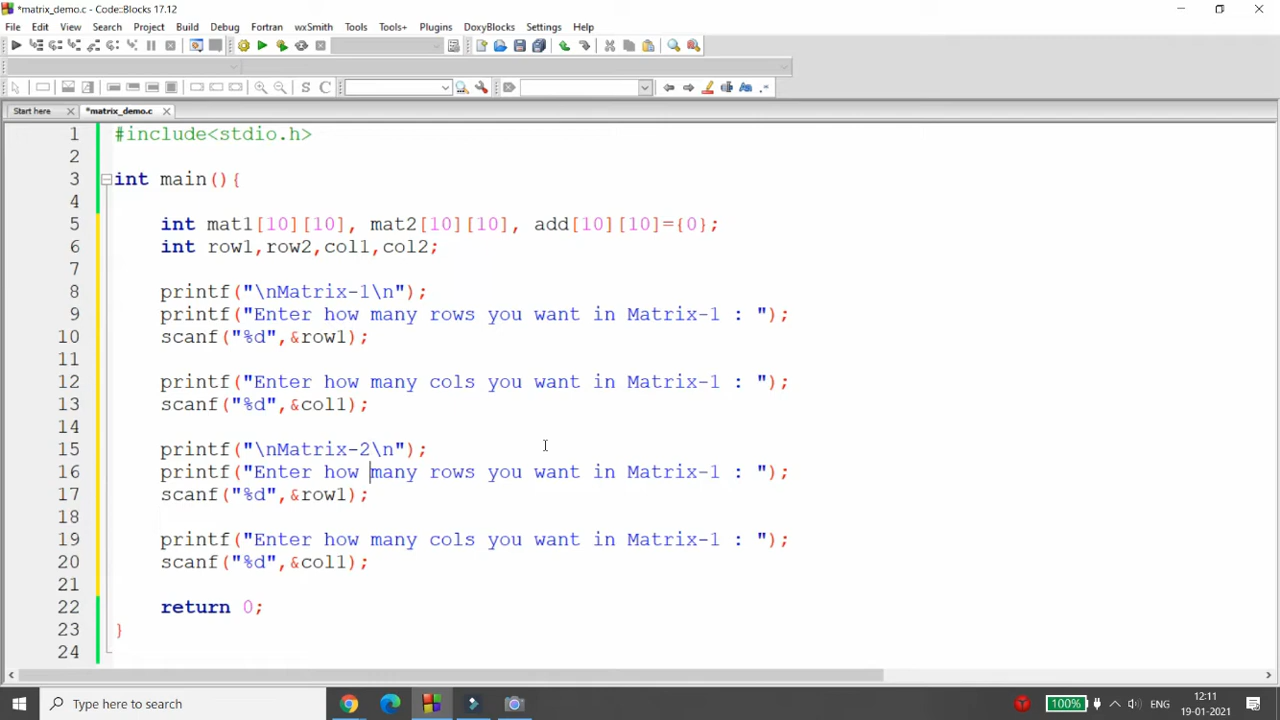 *matrix_demo.c - Code::Blocks 17.12
File Edit View Search Project Build Debug Fortran wxSmith Tools Tools+ Plugins DoxyBlocks Settings Help
S C
Start here *matrix_demo.c
1 #include<stdio.h>
2
3 int main(){
4
5 int mat1[10][10], mat2[10][10], add[10][10]={0};
6 int row1,row2,col1,col2;
7
8 printf("\nMatrix-1\n");
9 printf("Enter how many rows you want in Matrix-1 : ");
10 scanf("%d",&row1);
11
12 printf("Enter how many cols you want in Matrix-1 : ");
13 scanf("%d",&col1);
14
15 printf("\nMatrix-2\n");
16 printf("Enter how many rows you want in Matrix-1 : ");
17 scanf("%d",&row1);
18
19 printf("Enter how many cols you want in Matrix-1 : ");
20 scanf("%d",&col1);
21
22 return 0;
23 }
24
Type here to search
100%
ENG
12:11
19-01-2021